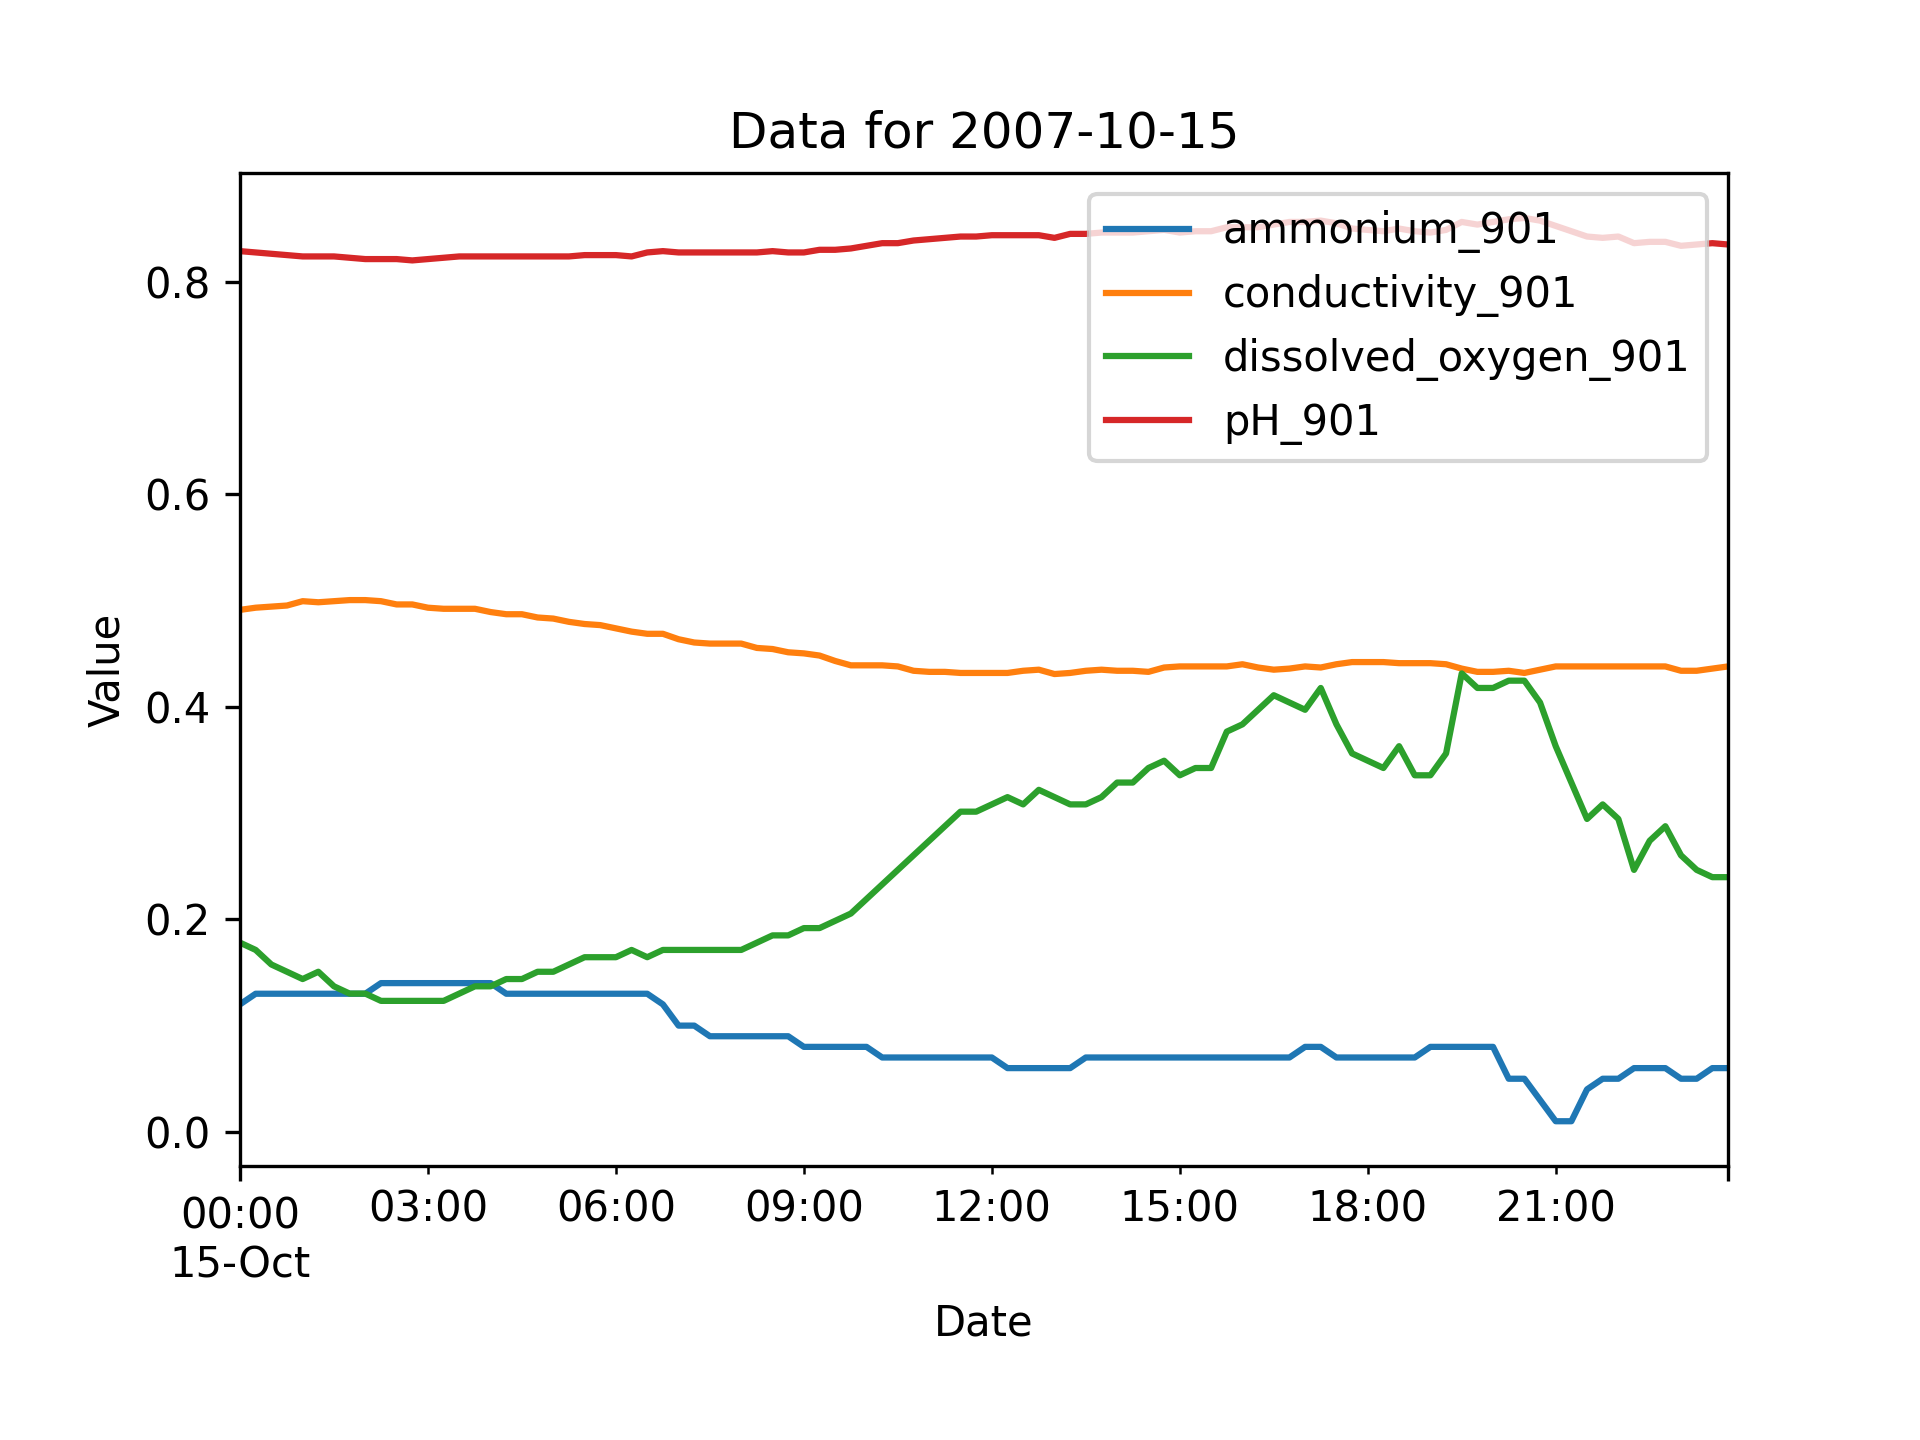 Data for 2007-10-15
ammonium_901
conductivity_901
dissolved_oxygen_901
pH_901
Value
0.8
0.6
0.4
0.2
0.0
00:00 03:00 06:00 09:00 12:00 15:00 18:00 21:00
15-Oct
Date